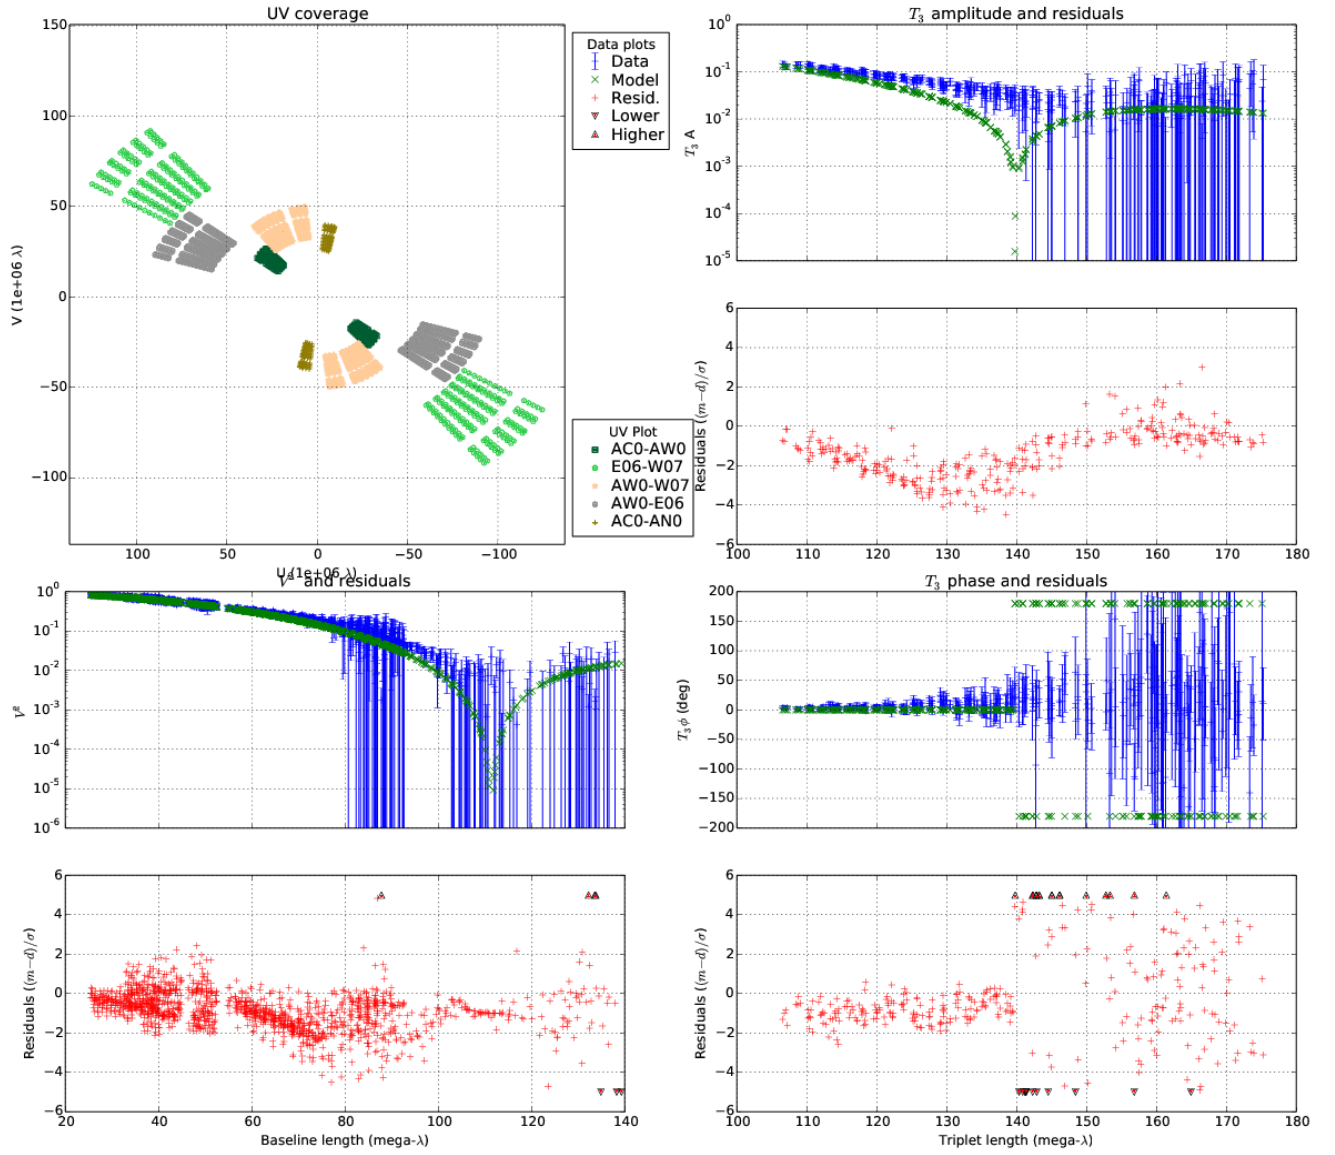 UV coverage
150
100
50
0
−50
−100
V (1e+06 λ)
100 50 0 −50 −100
U (1e+06 λ)
Data plots
Data
Model
Resid.
Lower
Higher
UV Plot
AC0-AW0
E06-W07
AW0-W07
AW0-E06
AC0-AN0
T₃ amplitude and residuals
10⁰
10⁻¹
10⁻²
10⁻³
10⁻⁴
10⁻⁵
T₃ A
6
4
2
0
−2
−4
−6
Residuals ((m−d)/σ)
100 110 120 130 140 150 160 170 180
V² and residuals
10⁰
10⁻¹
10⁻²
10⁻³
10⁻⁴
10⁻⁵
10⁻⁶
V²
6
4
2
0
−2
−4
−6
Residuals ((m−d)/σ)
20 40 60 80 100 120 140
Baseline length (mega-λ)
T₃ phase and residuals
200
150
100
50
0
−50
−100
−150
−200
T₃φ (deg)
6
4
2
0
−2
−4
−6
Residuals ((m−d)/σ)
100 110 120 130 140 150 160 170 180
Triplet length (mega-λ)